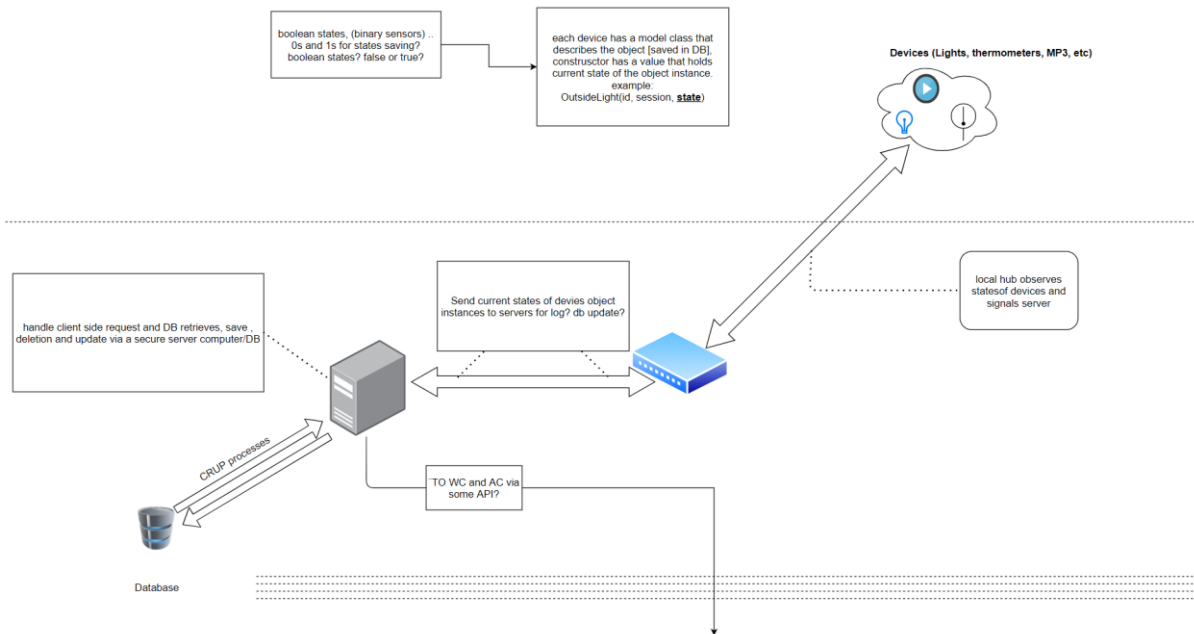 boolean states, (binary sensors) ..
0s and 1s for states saving?
boolean states? false or true?
each device has a model class that
describes the object [saved in DB],
construsctor has a value that holds
current state of the object instance.
example:
OutsideLight(id, session, state)
Devices (Lights, thermometers, MP3, etc)
local hub observes
statesof devices and
signals server
Send current states of devies object
instances to servers for log? db update?
handle client side request and DB retrieves, save ,
deletion and update via a secure server computer/DB
CRUP processes
`TO WC and AC via
some API?
Database